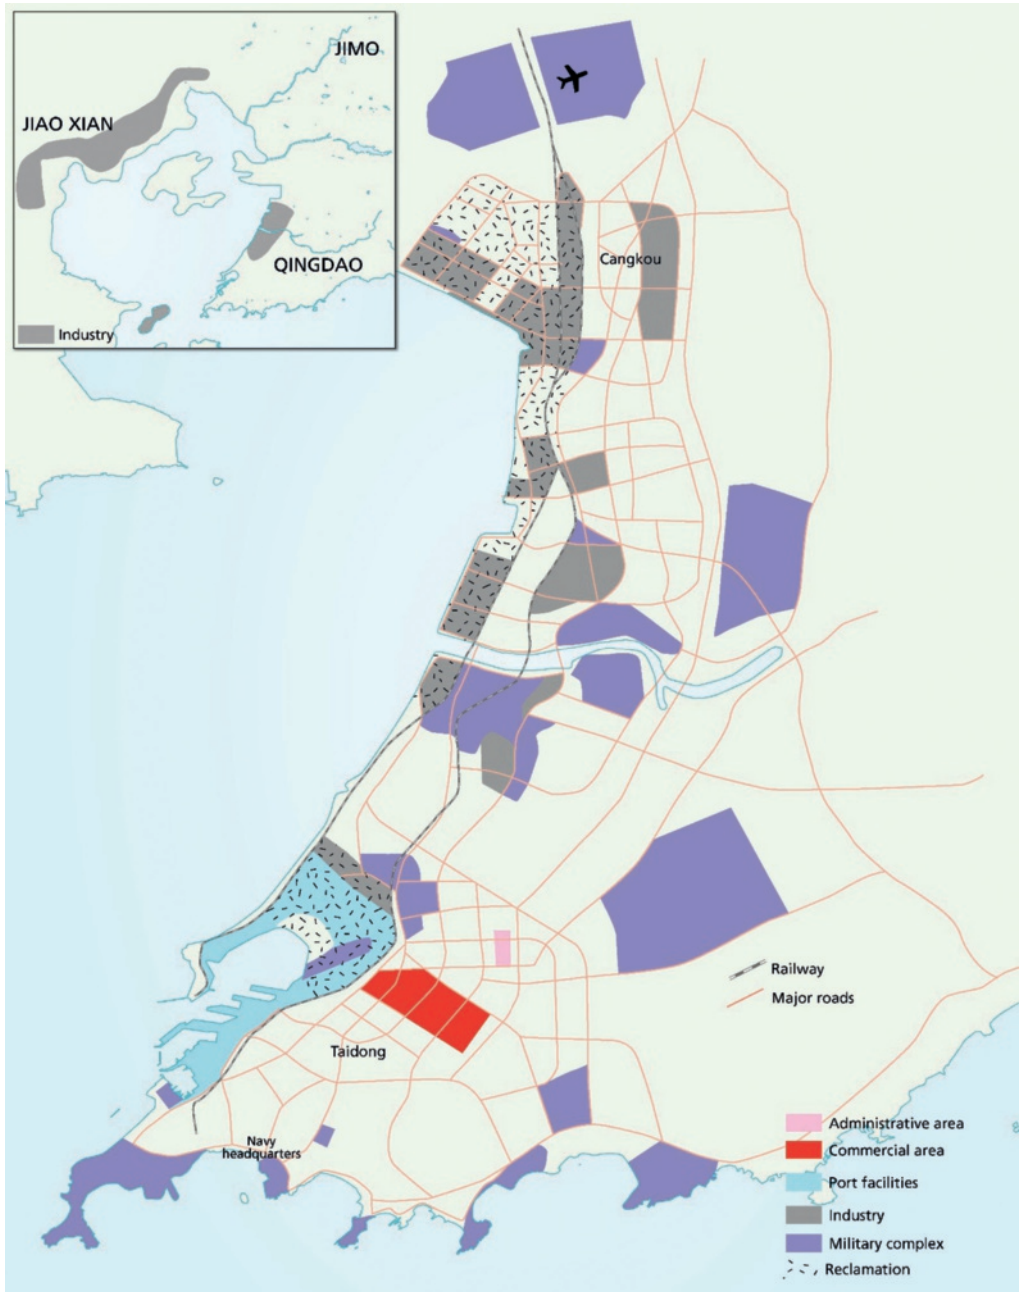 JIMO
JIAO XIAN
QINGDAO
Industry
Cangkou
Railway
Major roads
Taidong
Navy
headquarters
Administrative area
Commercial area
Port facilities
Industry
Military complex
Reclamation